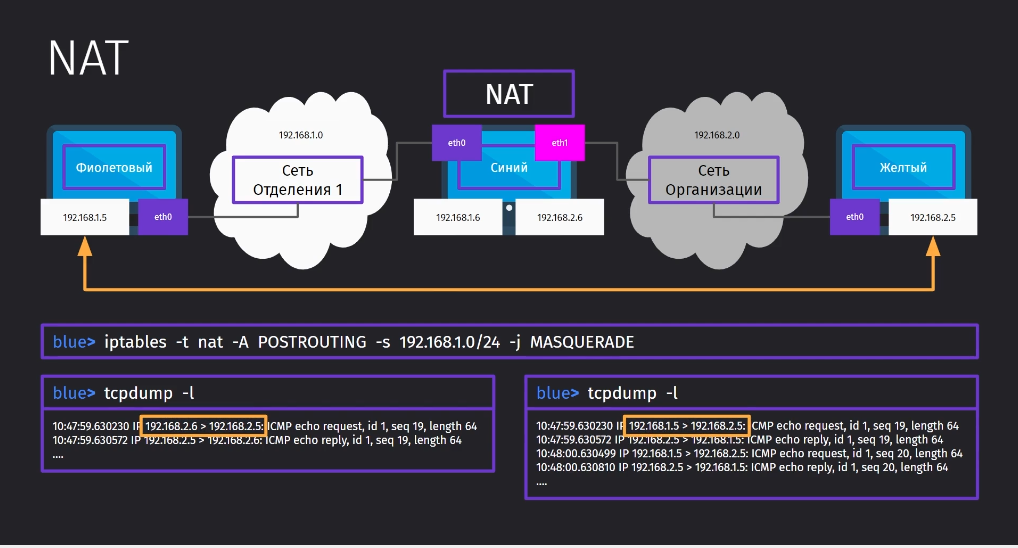 NAT
NAT
192.168.1.0
192.168.2.0
Фиолетовый
eth0
Синий
eth1
Желтый
Сеть
Отделения 1
Сеть
Организации
192.168.1.5
eth0
192.168.1.6
192.168.2.6
eth0
192.168.2.5
blue> iptables -t nat -A POSTROUTING -s 192.168.1.0/24 -j MASQUERADE
blue> tcpdump -l
10:47:59.630230 IP 192.168.2.6 > 192.168.2.5: ICMP echo request, id 1, seq 19, length 64
10:47:59.630572 IP 192.168.2.5 > 192.168.2.6: ICMP echo reply, id 1, seq 19, length 64
....
blue> tcpdump -l
10:47:59.630230 IP 192.168.1.5 > 192.168.2.5: ICMP echo request, id 1, seq 19, length 64
10:47:59.630572 IP 192.168.2.5 > 192.168.1.5: ICMP echo reply, id 1, seq 19, length 64
10:48:00.630499 IP 192.168.1.5 > 192.168.2.5: ICMP echo request, id 1, seq 20, length 64
10:48:00.630810 IP 192.168.2.5 > 192.168.1.5: ICMP echo reply, id 1, seq 20, length 64
....